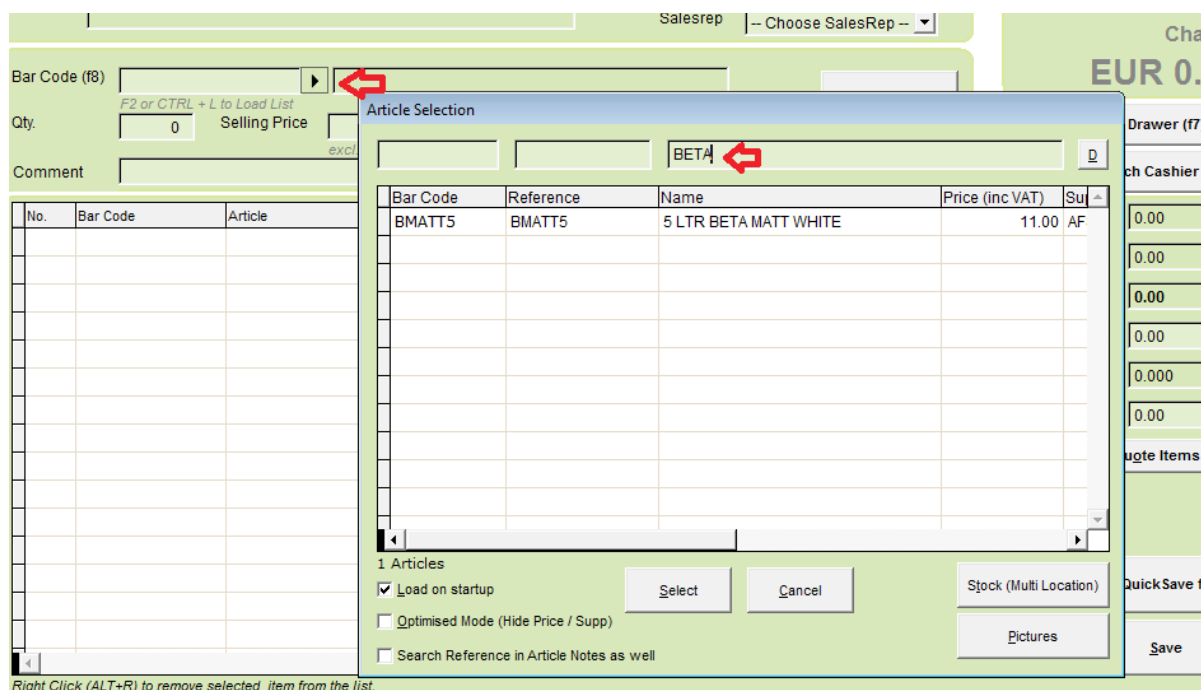 Salesrep -- Choose SalesRep --
Cha
Bar Code (f8)
EUR 0.
F2 or CTRL + L to Load List
Qty. 0 Selling Price
excl.
Comment
No. Bar Code Article
Article Selection
BETA D
Bar Code Reference Name Price (inc VAT) Su
BMATT5 BMATT5 5 LTR BETA MATT WHITE 11.00 AF
1 Articles
Load on startup
Optimised Mode (Hide Price / Supp)
Search Reference in Article Notes as well
Select Cancel
Stock (Multi Location)
Pictures
Drawer (f7
ch Cashier
0.00
0.00
0.00
0.00
0.000
0.00
uote Items
QuickSave f
Save
Right Click (ALT+R) to remove selected item from the list.